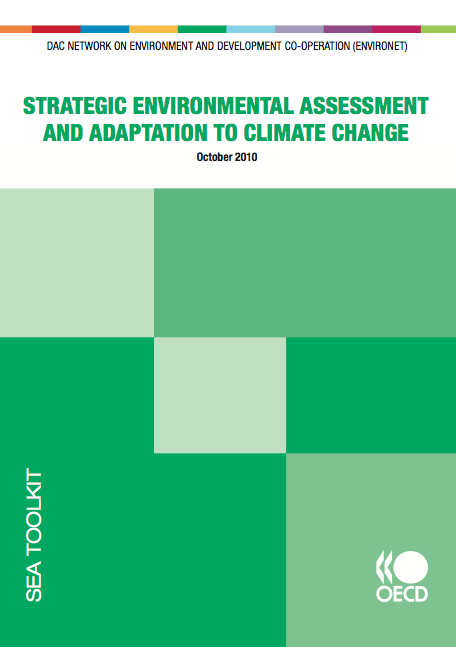 DAC NETWORK ON ENVIRONMENT AND DEVELOPMENT CO-OPERATION (ENVIRONET)
STRATEGIC ENVIRONMENTAL ASSESSMENT
AND ADAPTATION TO CLIMATE CHANGE
October 2010
SEA TOOLKIT
OECD